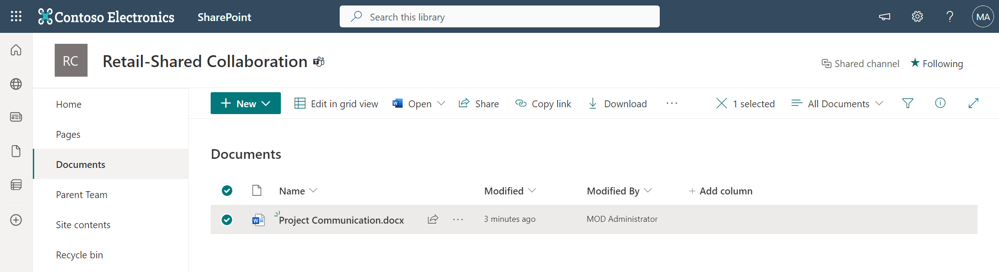 Contoso Electronics SharePoint Search this library MA
RC Retail-Shared Collaboration Shared channel Following
Home
Pages
Documents
Parent Team
Site contents
Recycle bin
New Edit in grid view Open Share Copy link Download ... 1 selected All Documents
Documents
Name Modified Modified By + Add column
Project Communication.docx ... 3 minutes ago MOD Administrator